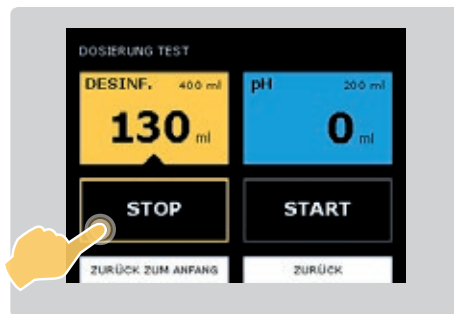 DOSIERUNG TEST
DESINF. 400 ml
130 ml
pH 200 ml
0 ml
STOP
START
ZURÜCK ZUM ANFANG
ZURÜCK